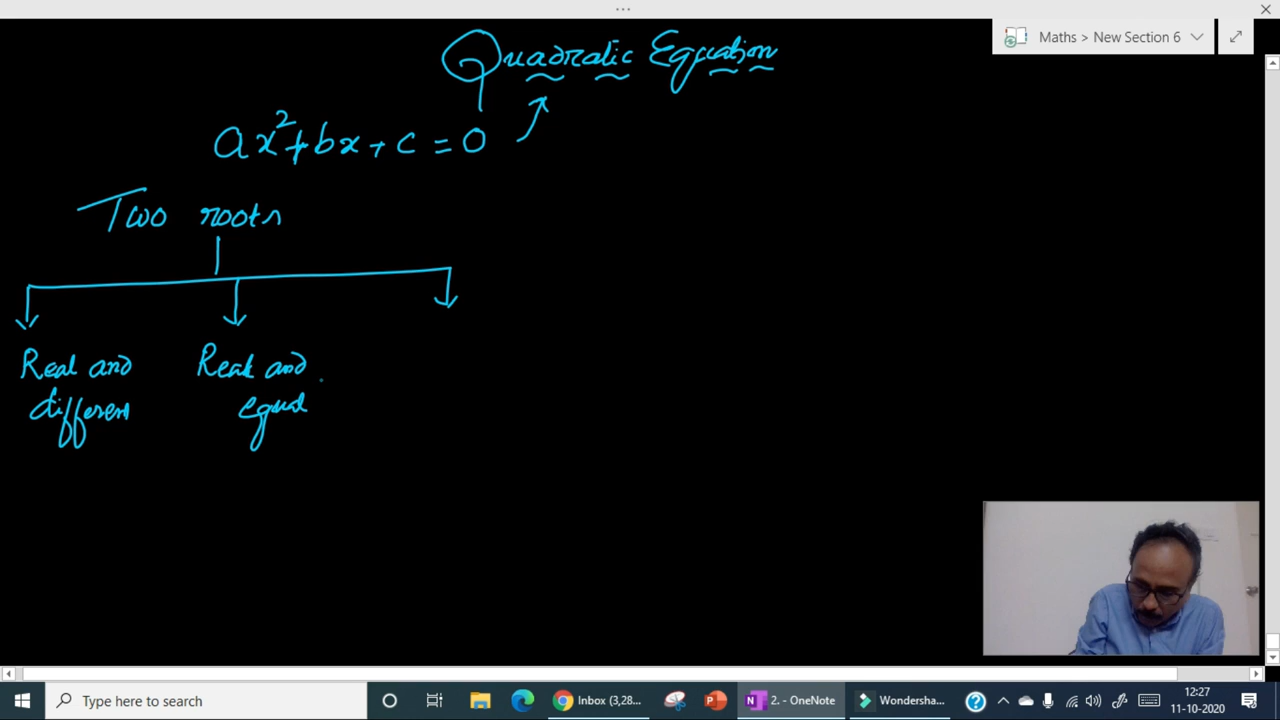 Maths > New Section 6
Quadratic Equation
ax²+bx+c=0
Two roots
Real and different
Real and equal
Type here to search
Inbox (3,28...
2. - OneNote
Wondersha...
12:27
11-10-2020